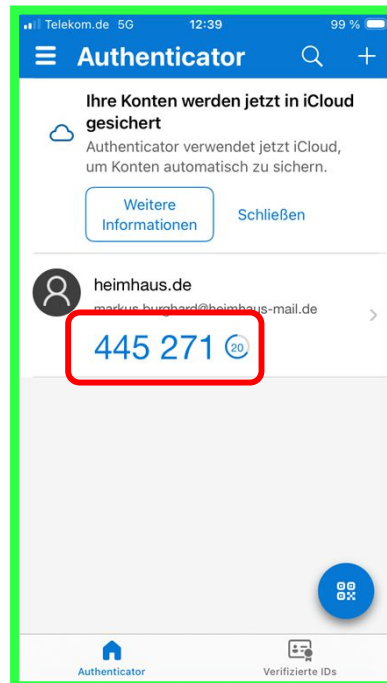 Telekom.de 5G 12:39 99 %
Authenticator
Ihre Konten werden jetzt in iCloud
gesichert
Authenticator verwendet jetzt iCloud,
um Konten automatisch zu sichern.
Weitere
Informationen
Schließen
heimhaus.de
markus.burghard@heimhaus-mail.de
445 271 20
Authenticator Verifizierte IDs